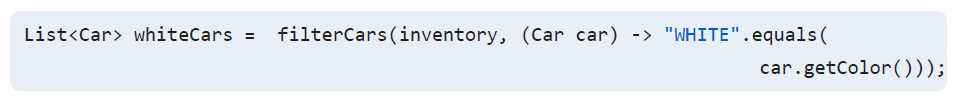 List<Car> whiteCars =  filterCars(inventory, (Car car) -> "WHITE".equals(
car.getColor()));